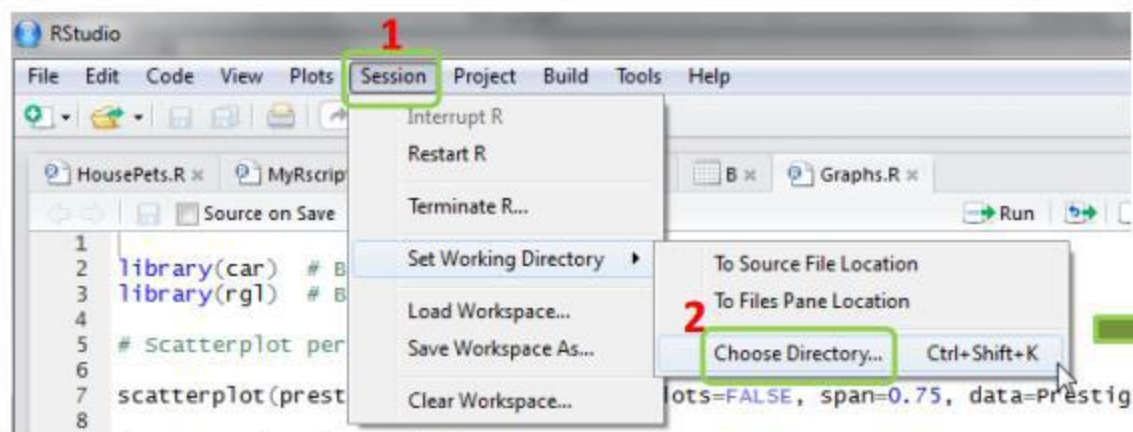 RStudio
1
File Edit Code View Plots Session Project Build Tools Help
Interrupt R
Restart R
Terminate R...
Set Working Directory
Load Workspace...
Save Workspace As...
Clear Workspace...
To Source File Location
To Files Pane Location
2
Choose Directory... Ctrl+Shift+K
HousePets.R MyRscrip B Graphs.R
Source on Save Run
1
2 library(car) # B
3 library(rgl) # B
4
5 # Scatterplot per
6
7 scatterplot(prest lots=FALSE, span=0.75, data=Prestig
8